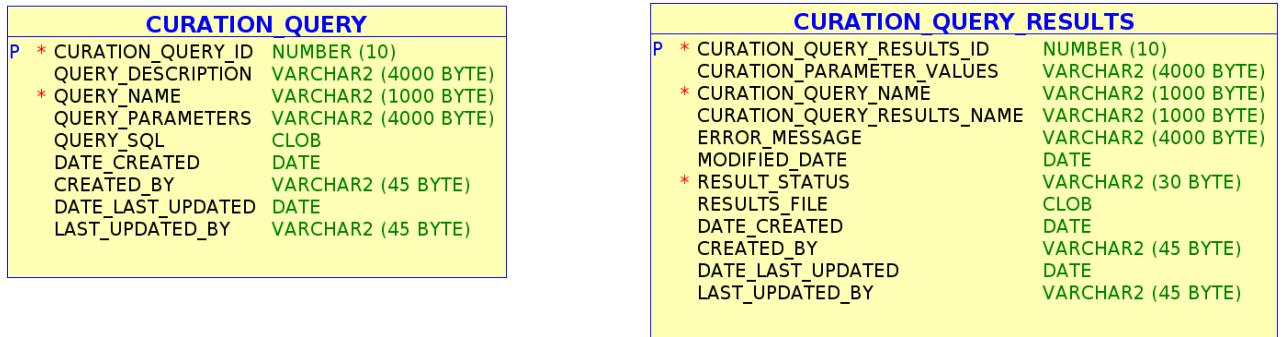 CURATION_QUERY
P * CURATION_QUERY_ID NUMBER (10)
QUERY_DESCRIPTION VARCHAR2 (4000 BYTE)
* QUERY_NAME VARCHAR2 (1000 BYTE)
QUERY_PARAMETERS VARCHAR2 (4000 BYTE)
QUERY_SQL CLOB
DATE_CREATED DATE
CREATED_BY VARCHAR2 (45 BYTE)
DATE_LAST_UPDATED DATE
LAST_UPDATED_BY VARCHAR2 (45 BYTE)
CURATION_QUERY_RESULTS
P * CURATION_QUERY_RESULTS_ID NUMBER (10)
CURATION_PARAMETER_VALUES VARCHAR2 (4000 BYTE)
* CURATION_QUERY_NAME VARCHAR2 (1000 BYTE)
CURATION_QUERY_RESULTS_NAME VARCHAR2 (1000 BYTE)
ERROR_MESSAGE VARCHAR2 (4000 BYTE)
MODIFIED_DATE DATE
* RESULT_STATUS VARCHAR2 (30 BYTE)
RESULTS_FILE CLOB
DATE_CREATED DATE
CREATED_BY VARCHAR2 (45 BYTE)
DATE_LAST_UPDATED DATE
LAST_UPDATED_BY VARCHAR2 (45 BYTE)